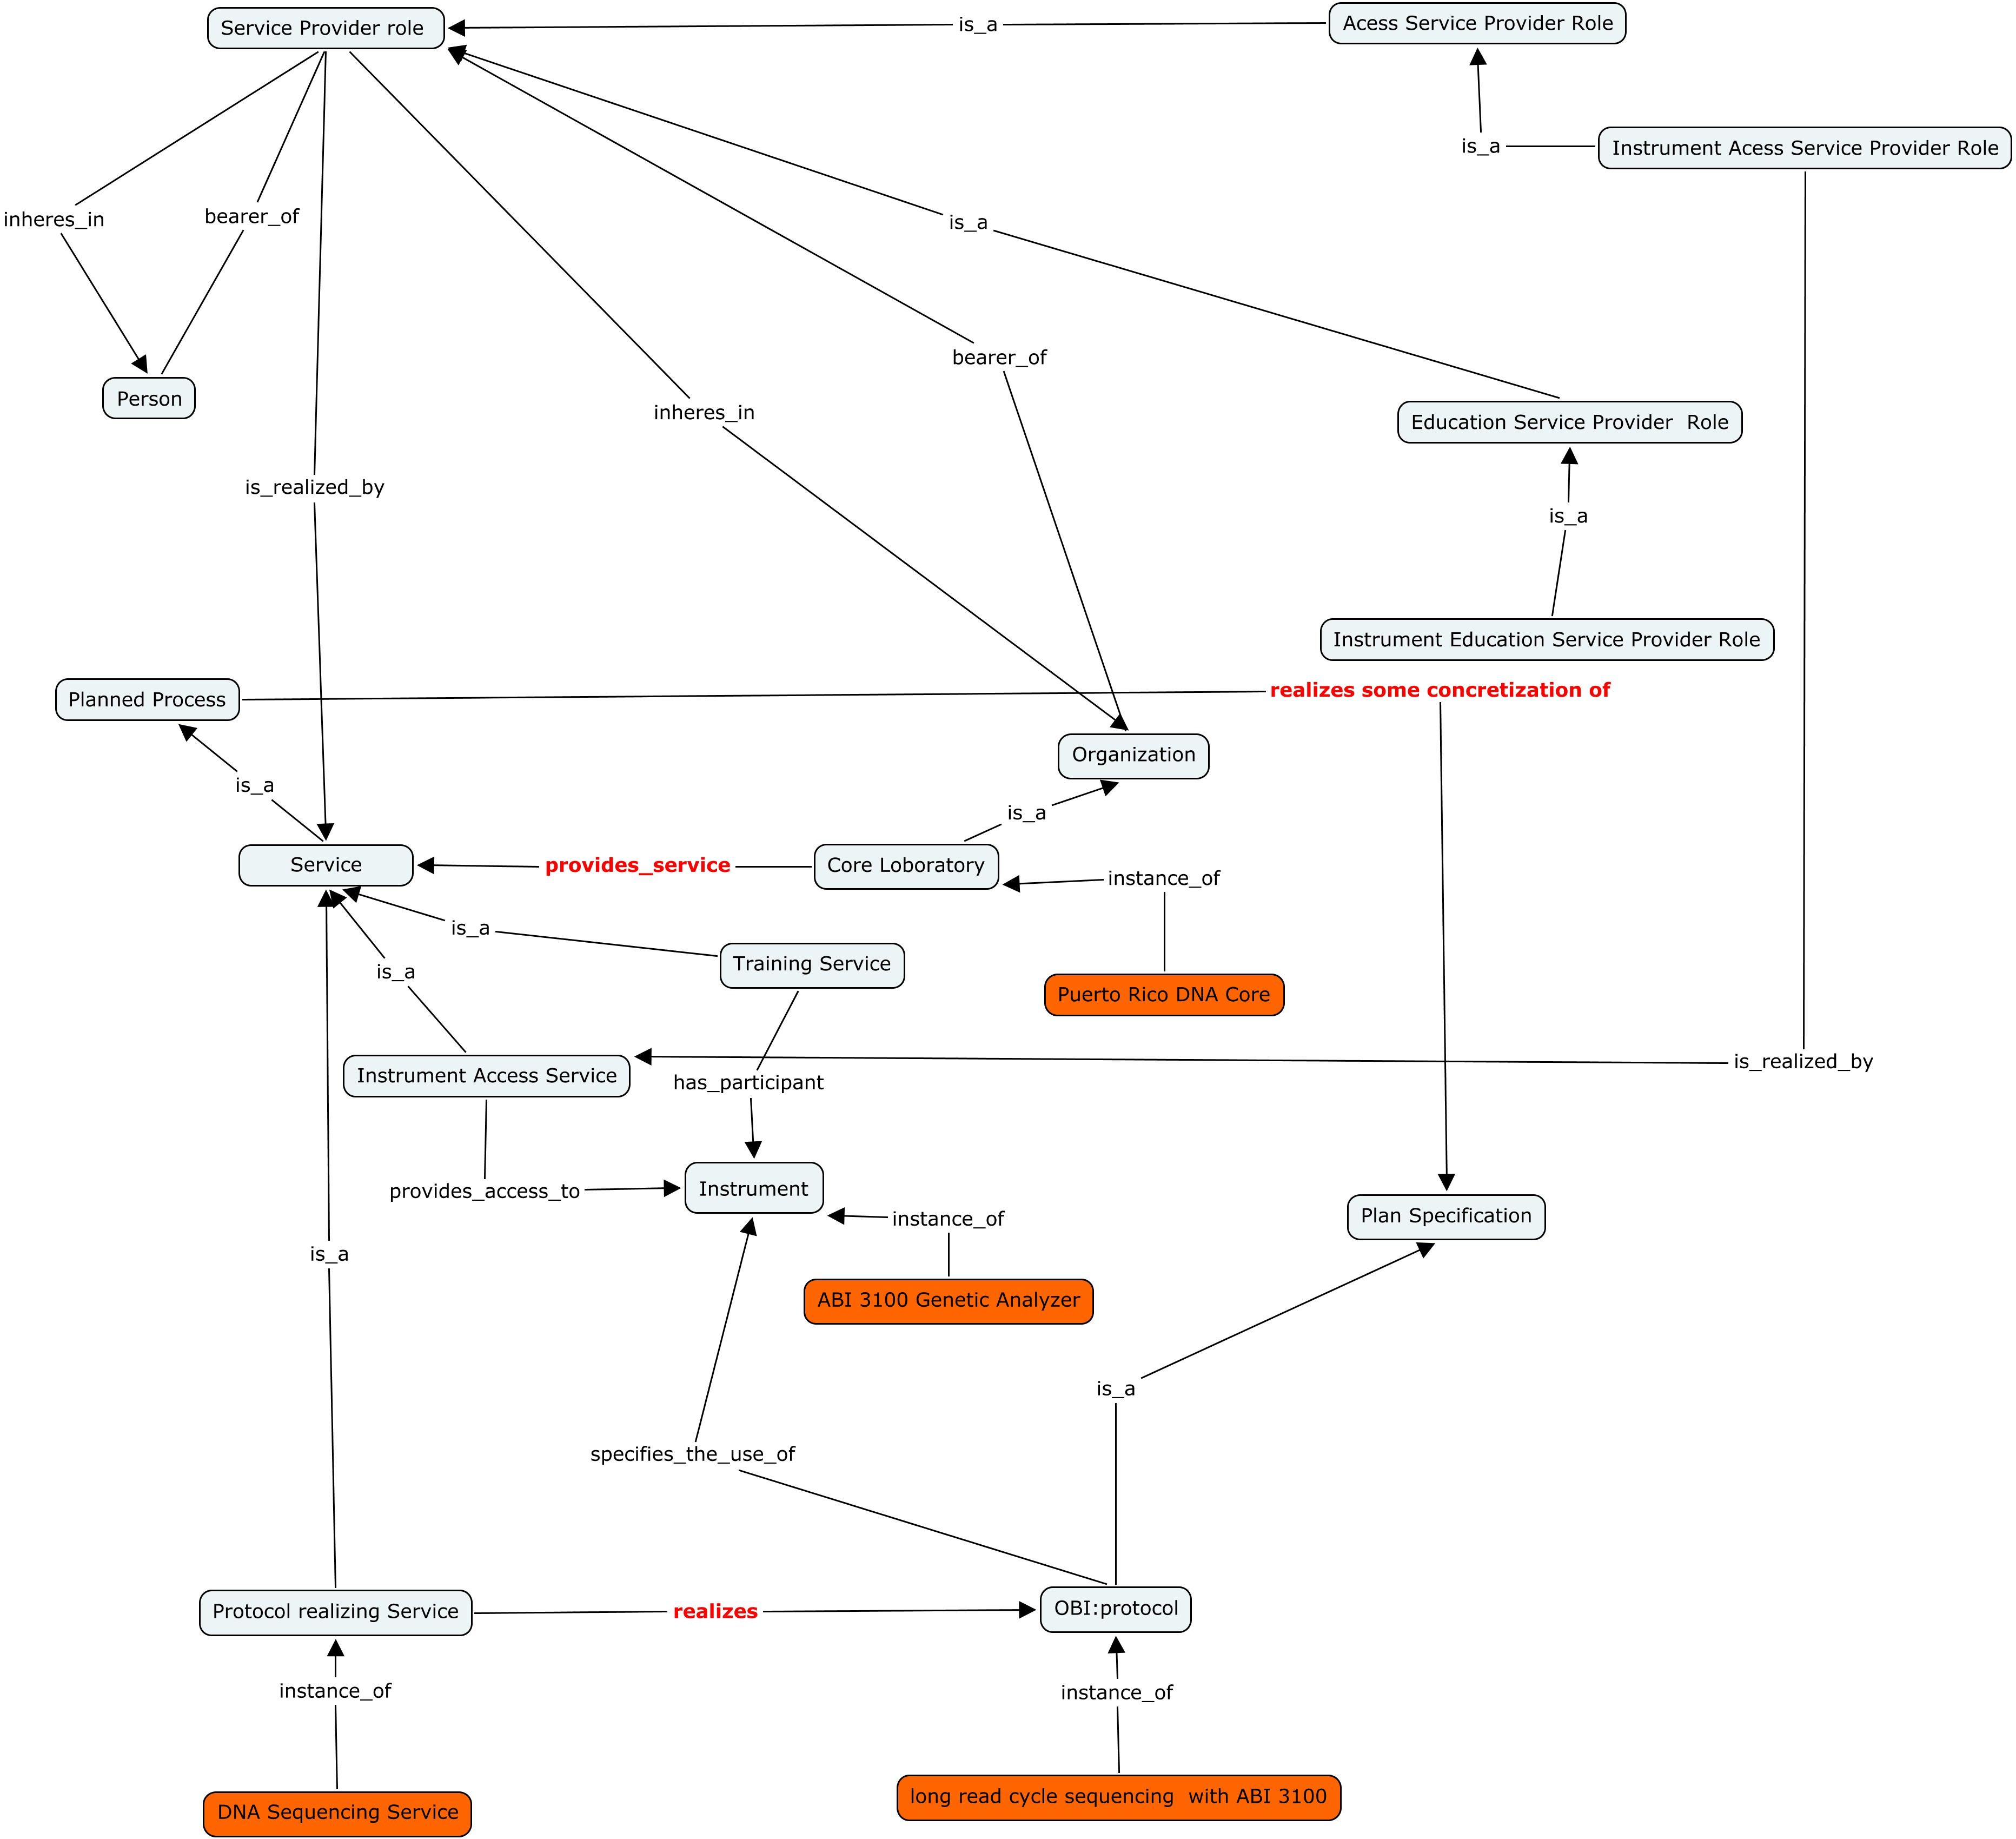 Service Provider role
is_a
Acess Service Provider Role
is_a
Instrument Acess Service Provider Role
inheres_in
bearer_of
is_a
bearer_of
Person
inheres_in
Education Service Provider  Role
is_realized_by
is_a
Instrument Education Service Provider Role
Planned Process
realizes some concretization of
Organization
is_a
is_a
Service
provides_service
Core Loboratory
instance_of
is_a
Training Service
is_a
Puerto Rico DNA Core
Instrument Access Service
is_realized_by
has_participant
provides_access_to
Instrument
instance_of
Plan Specification
is_a
ABI 3100 Genetic Analyzer
is_a
specifies_the_use_of
Protocol realizing Service
realizes
OBI:protocol
instance_of
instance_of
DNA Sequencing Service
long read cycle sequencing  with ABI 3100